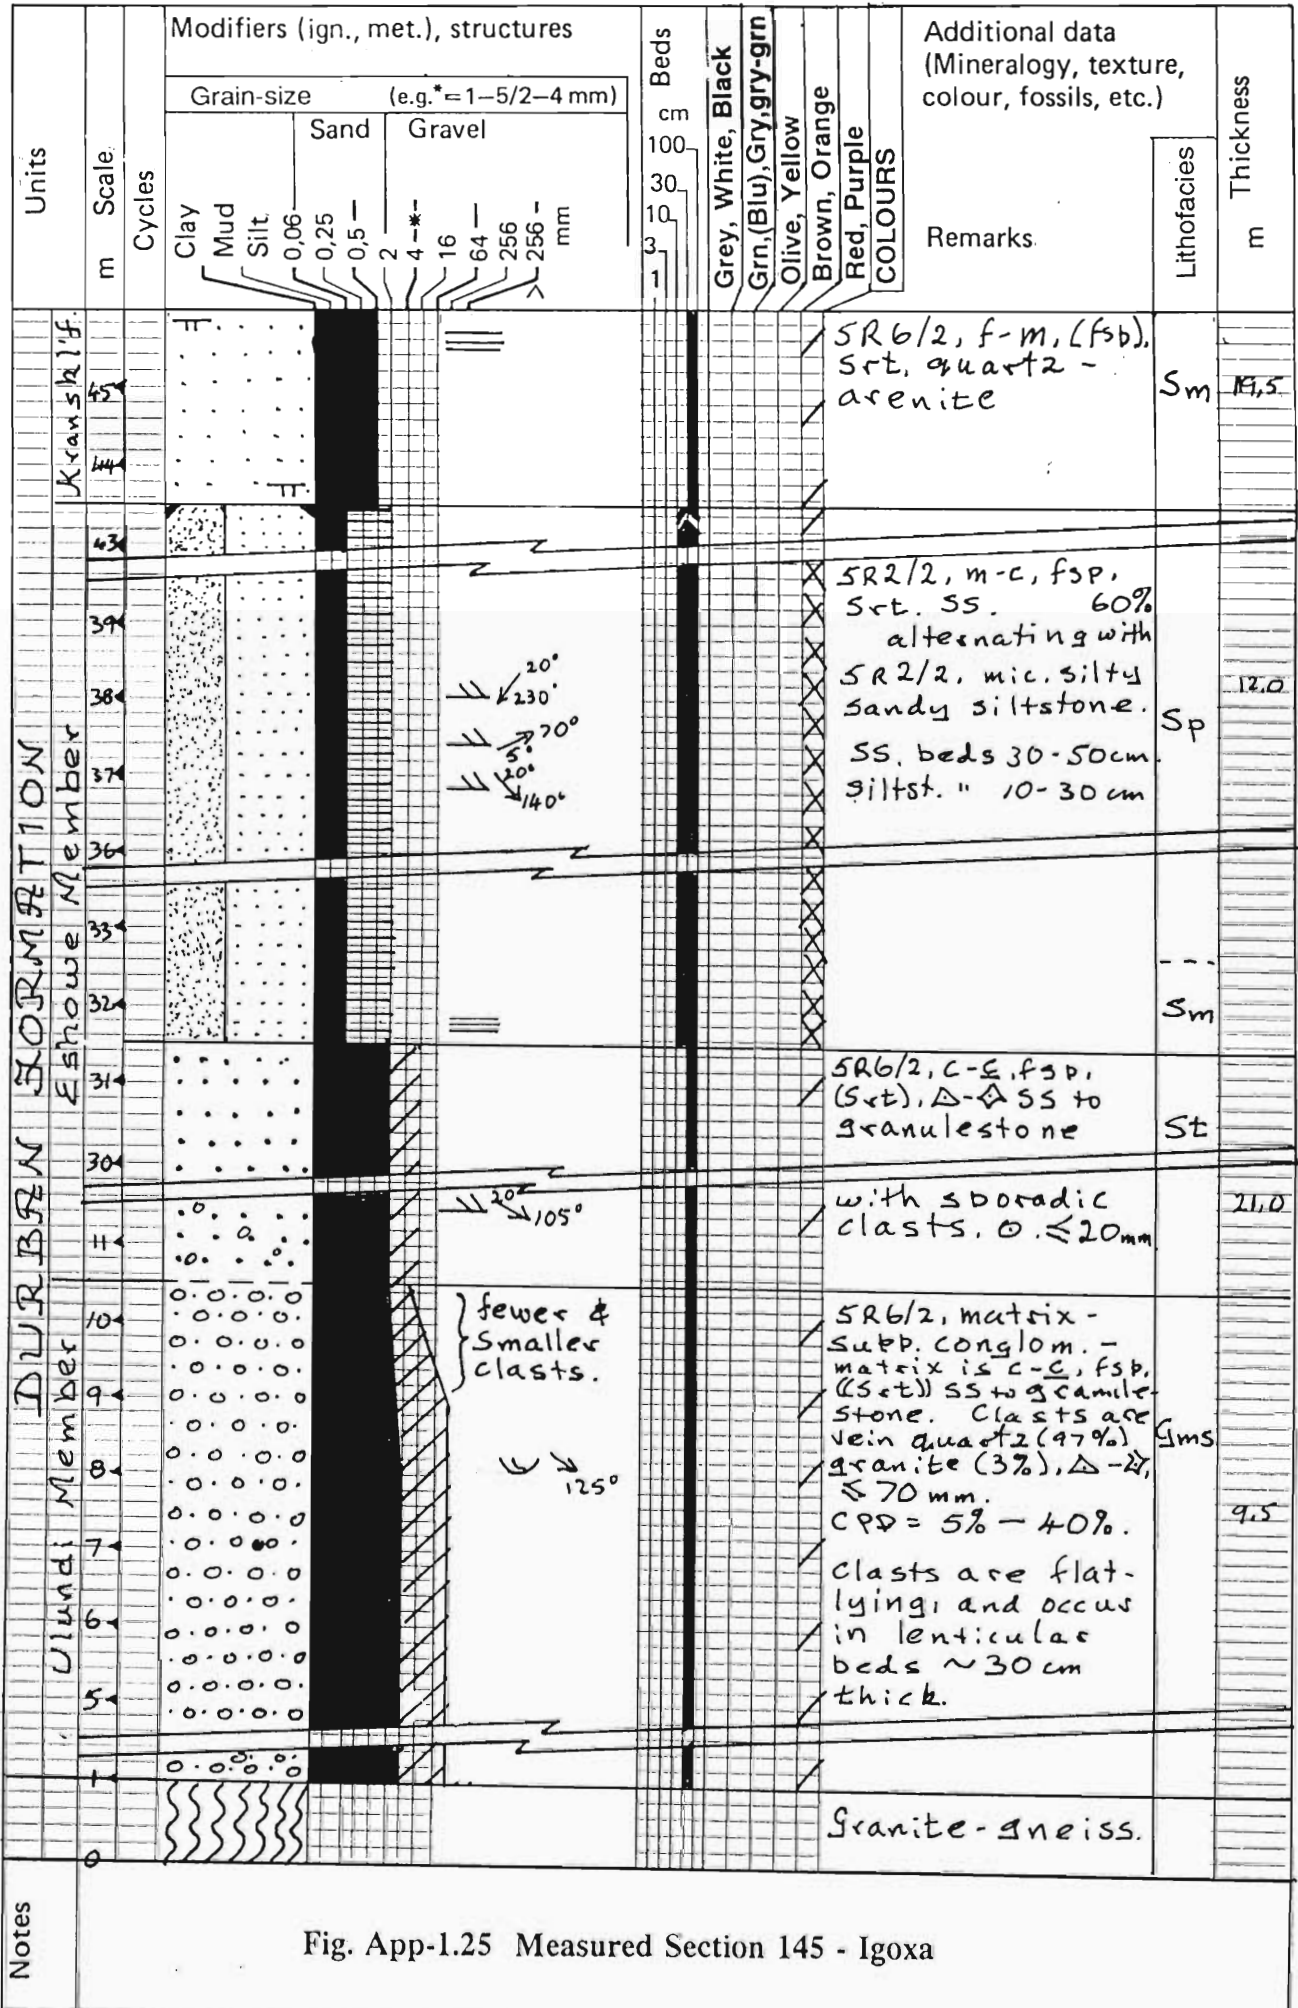 Units
m Scale
Cycles
Modifiers (ign., met.), structures
Grain-size (e.g.*=1–5/2–4 mm)
Sand Gravel
Clay
Mud
Silt
0,06
0,25
0,5
2
4 –*–
16
64
256
>256
mm
Beds
cm
100
30
10
3
1
Grey, White, Black
Grn,(Blu),Gry,gry-grn
Olive, Yellow
Brown, Orange
Red, Purple
COLOURS
Additional data
(Mineralogy, texture,
colour, fossils, etc.)
Remarks
Lithofacies
Thickness
m
DURBAN FORMATION
Kranskl'f.
Eshowe Member
Ulundi Member
45
44
43
39
38
37
36
33
32
31
30
11
10
9
8
7
6
5
1
0
5R6/2, f-m, (fsb),
Srt, quartz -
arenite
Sm
19,5
5R2/2, m-c, fsp,
Srt. SS. 60%
alternating with
5R2/2, mic. silty
sandy siltstone.
SS. beds 30-50cm.
Siltst. " 10-30 cm
Sp
12,0
20°
230°
70°
5°
20°
140°
Sm
5R6/2, c-c, fsp,
(Srt), △-◇ SS to
granulestone
St
with sporadic
clasts. ⊙. ≤20mm
21,0
20°
105°
} fewer &
smaller
clasts.
125°
5R6/2, matrix -
supp. conglom. -
matrix is c-c, fsp,
((Srt)) SS to granule-
stone. Clasts are
vein quartz (97%)
granite (3%), △-◇,
≤ 70 mm.
CPD = 5% - 40%.
Clasts are flat-
lying, and occur
in lenticular
beds ~30 cm
thick.
Gms
9,5
Granite-gneiss.
Notes
Fig. App-1.25 Measured Section 145 - Igoxa